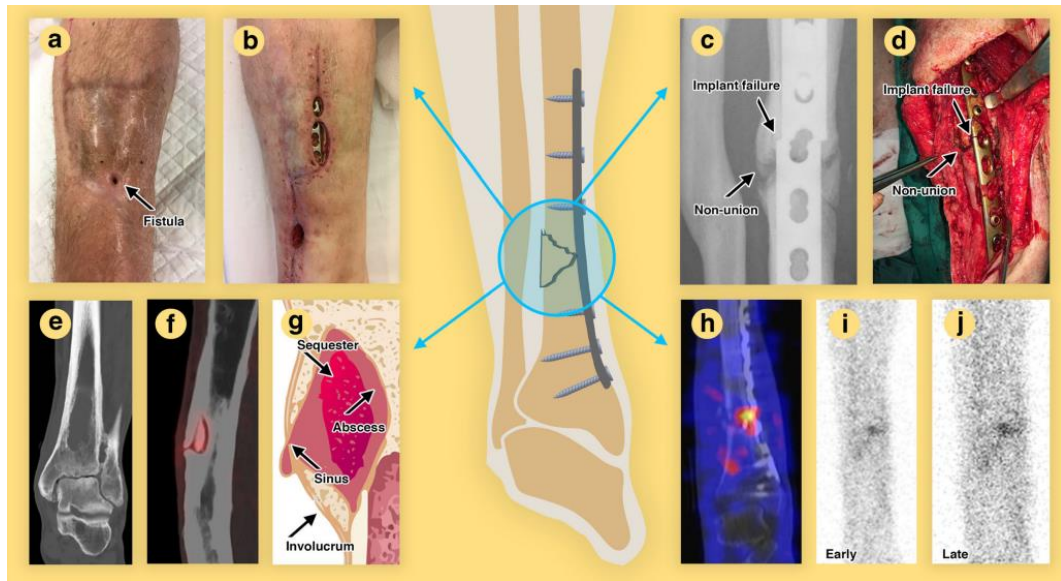 a
Fistula
b
c
Implant failure
Non-union
d
Implant failure
Non-union
e
f
g
Sequester
Abscess
Sinus
Involucrum
h
i
Early
j
Late